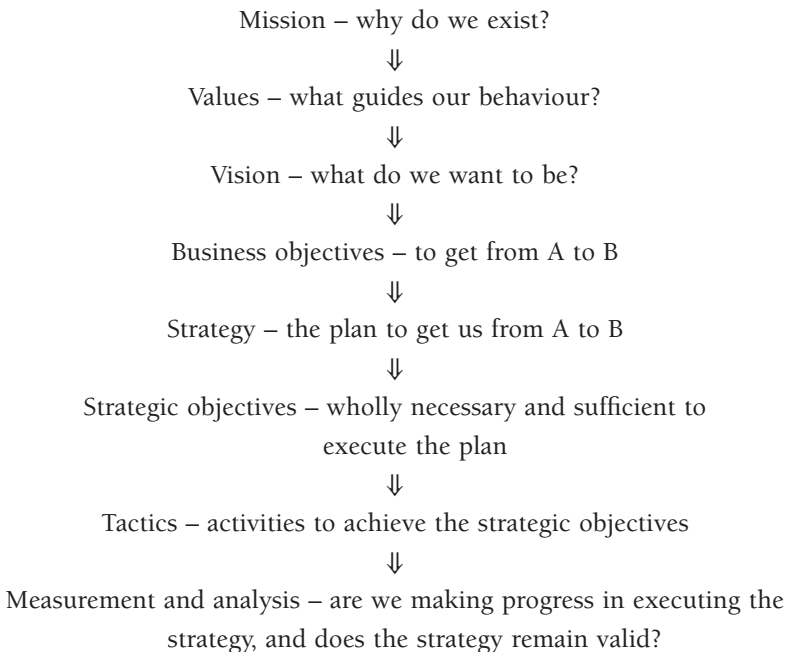 Mission – why do we exist?
⇓
Values – what guides our behaviour?
⇓
Vision – what do we want to be?
⇓
Business objectives – to get from A to B
⇓
Strategy – the plan to get us from A to B
⇓
Strategic objectives – wholly necessary and sufficient to
execute the plan
⇓
Tactics – activities to achieve the strategic objectives
⇓
Measurement and analysis – are we making progress in executing the
strategy, and does the strategy remain valid?